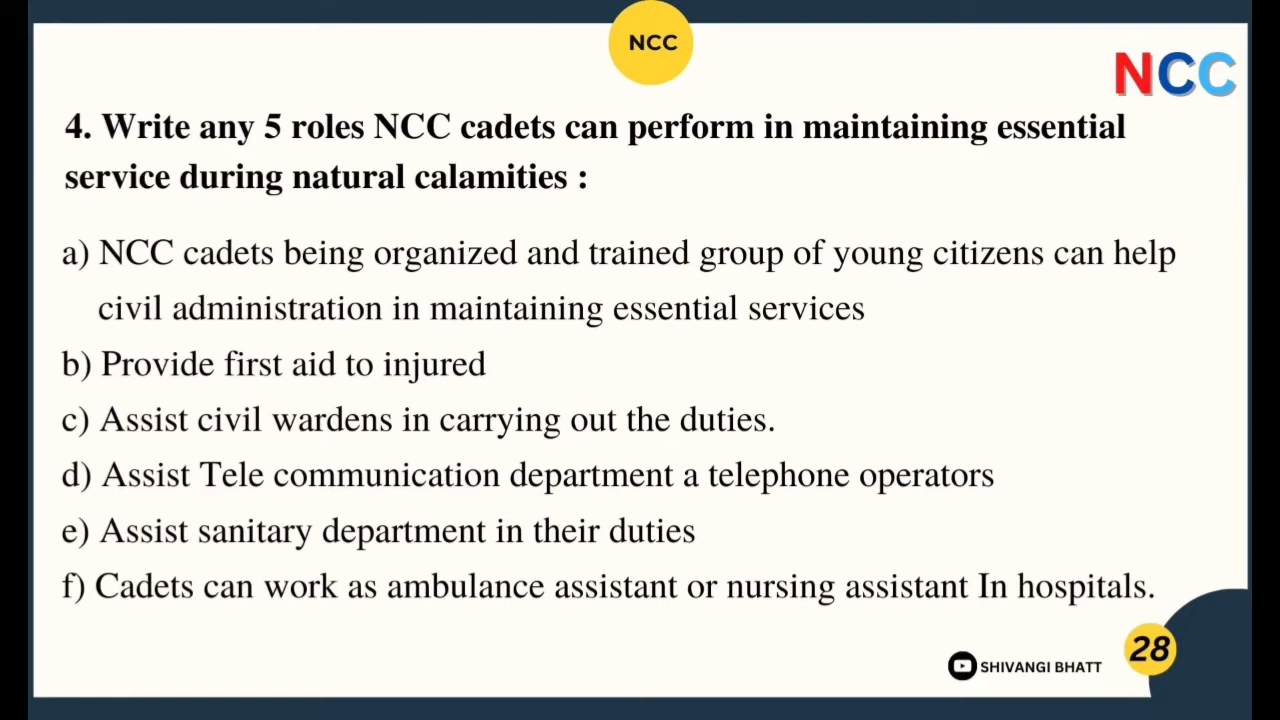 NCC
NCC
4. Write any 5 roles NCC cadets can perform in maintaining essential
service during natural calamities :
a) NCC cadets being organized and trained group of young citizens can help
civil administration in maintaining essential services
b) Provide first aid to injured
c) Assist civil wardens in carrying out the duties.
d) Assist Tele communication department a telephone operators
e) Assist sanitary department in their duties
f) Cadets can work as ambulance assistant or nursing assistant In hospitals.
28
SHIVANGI BHATT